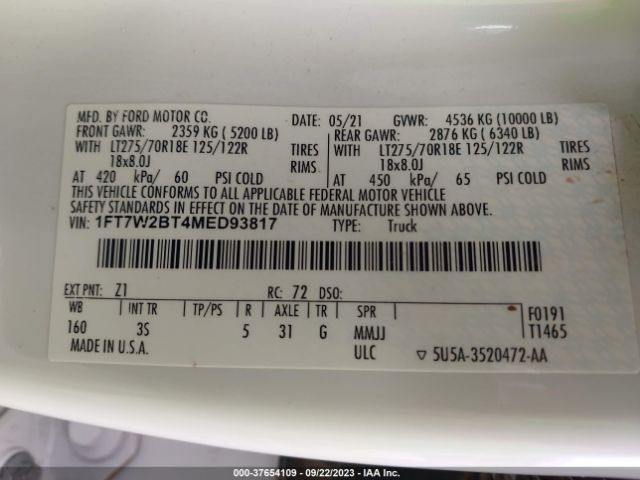 MFD. BY FORD MOTOR CO. DATE: 05/21 GVWR: 4536 KG (10000 LB)
FRONT GAWR: 2359 KG ( 5200 LB) REAR GAWR: 2876 KG ( 6340 LB)
WITH LT275/70R18E 125/122R TIRES WITH LT275/70R18E 125/122R TIRES
18x8.0J RIMS 18x8.0J RIMS
AT 420 kPa/ 60 PSI COLD AT 450 kPa/ 65 PSI COLD
THIS VEHICLE CONFORMS TO ALL APPLICABLE FEDERAL MOTOR VEHICLE
SAFETY STANDARDS IN EFFECT ON THE DATE OF MANUFACTURE SHOWN ABOVE.
VIN: 1FT7W2BT4MED93817 TYPE: Truck
EXT PNT: Z1 RC: 72 DSO:
WB INT TR TP/PS R AXLE TR SPR F0191
160 3S 5 31 G MMJJ T1465
MADE IN U.S.A. ULC ▽ 5U5A-3520472-AA
000-37654109 - 09/22/2023 - IAA